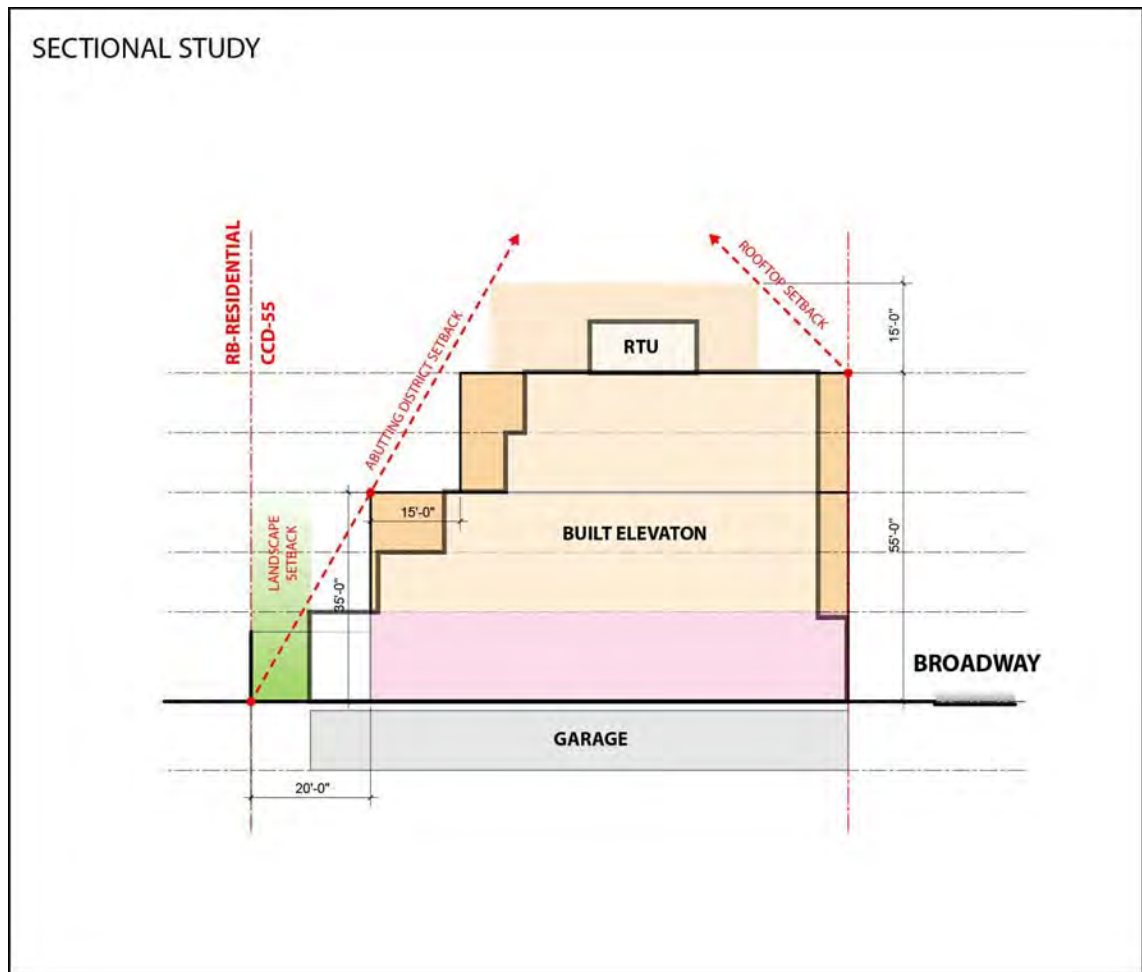 SECTIONAL STUDY
RB-RESIDENTIAL
CCD-55
ABUTTING DISTRICT SETBACK
ROOFTOP SETBACK
15'-0"
RTU
LANDSCAPE
SETBACK
15'-0"
35'-0"
BUILT ELEVATON
55'-0"
BROADWAY
GARAGE
20'-0"